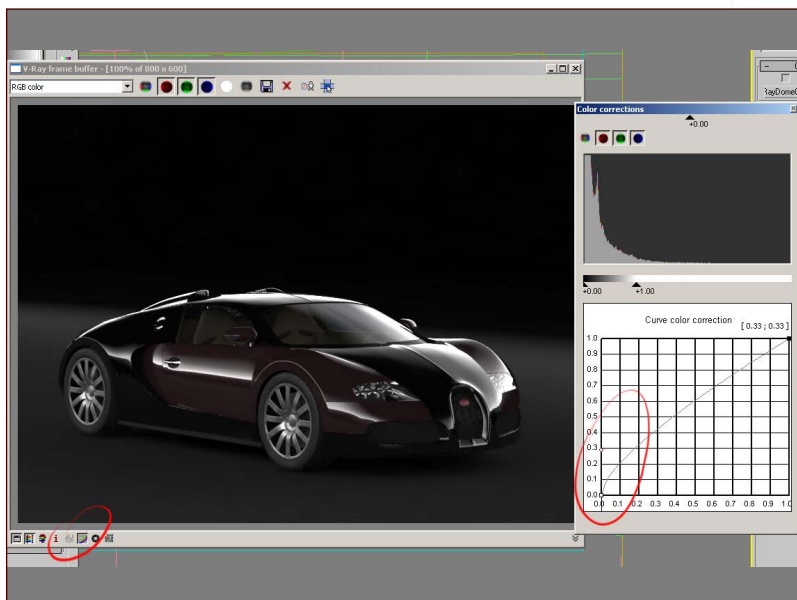 V-Ray frame buffer - [100% of 800 x 600]
RGB color
Color corrections
+0.00
+0.00
+1.00
Curve color correction
[ 0.33 ; 0.33 ]
1.0
0.9
0.8
0.7
0.6
0.5
0.4
0.3
0.2
0.1
0.0
0.0 0.1 0.2 0.3 0.4 0.5 0.6 0.7 0.8 0.9 1.0